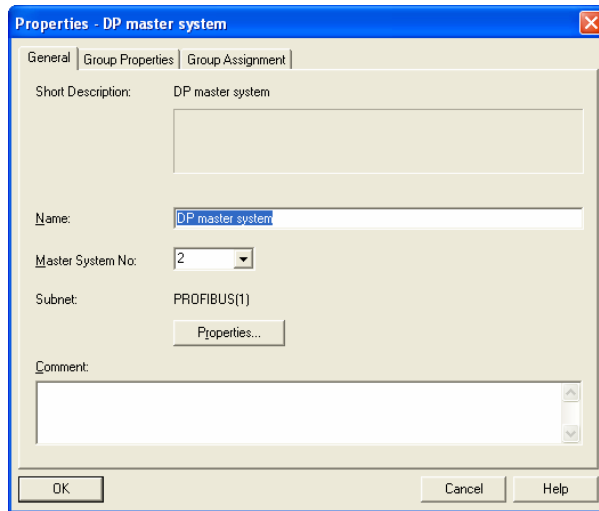 Properties - DP master system
General Group Properties Group Assignment
Short Description: DP master system
Name: DP master system
Master System No: 2
Subnet: PROFIBUS(1)
Properties...
Comment:
OK Cancel Help